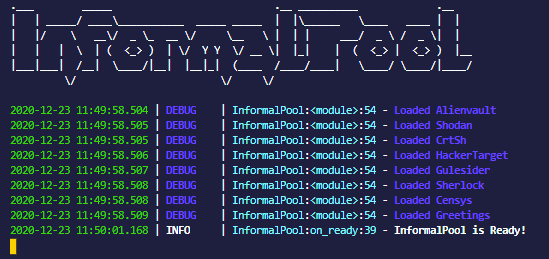 InformalPool
2020-12-23 11:49:58.504 | DEBUG | InformalPool:<module>:54 - Loaded Alienvault
2020-12-23 11:49:58.505 | DEBUG | InformalPool:<module>:54 - Loaded Shodan
2020-12-23 11:49:58.505 | DEBUG | InformalPool:<module>:54 - Loaded CrtSh
2020-12-23 11:49:58.506 | DEBUG | InformalPool:<module>:54 - Loaded HackerTarget
2020-12-23 11:49:58.507 | DEBUG | InformalPool:<module>:54 - Loaded Gulesider
2020-12-23 11:49:58.508 | DEBUG | InformalPool:<module>:54 - Loaded Sherlock
2020-12-23 11:49:58.508 | DEBUG | InformalPool:<module>:54 - Loaded Censys
2020-12-23 11:49:58.509 | DEBUG | InformalPool:<module>:54 - Loaded Greetings
2020-12-23 11:50:01.168 | INFO | InformalPool:on_ready:39 - InformalPool is Ready!